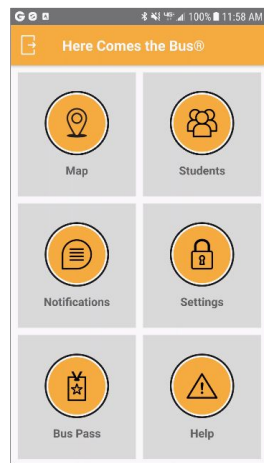 100% 11:58 AM
Here Comes the Bus®
Map Students
Notifications Settings
Bus Pass Help